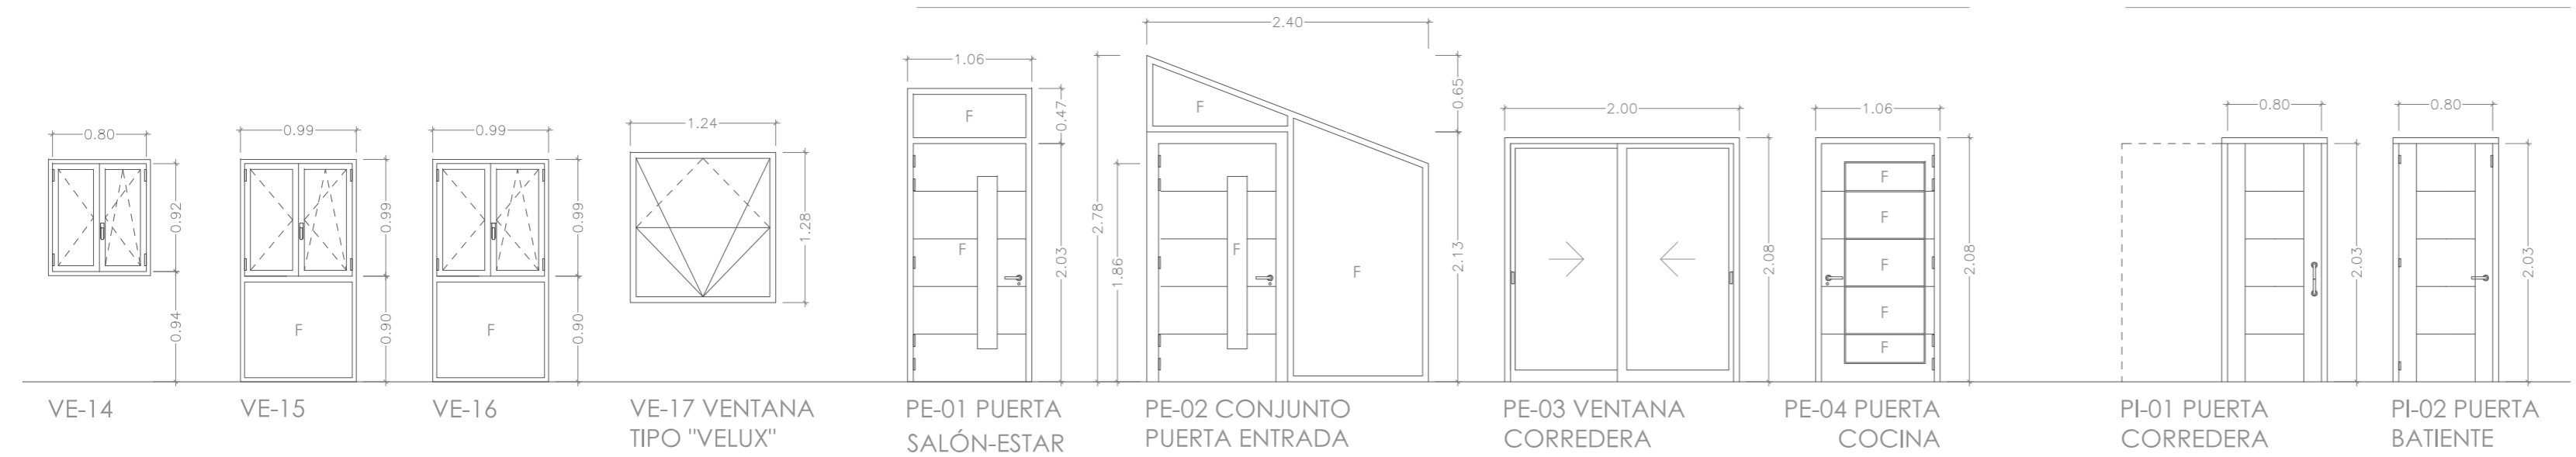 2.40
1.06
0.65
0.47
F
F
0.80
0.99
0.99
1.24
2.00
1.06
0.80
0.80
0.92
0.99
0.99
1.28
2.03
2.78
1.86
2.13
2.08
2.08
2.03
2.03
F
F
F
F
F
F
F
F
0.94
0.90
0.90
F
F
VE-14
VE-15
VE-16
VE-17 VENTANA
TIPO "VELUX"
PE-01 PUERTA
SALÓN-ESTAR
PE-02 CONJUNTO
PUERTA ENTRADA
PE-03 VENTANA
CORREDERA
PE-04 PUERTA
COCINA
PI-01 PUERTA
CORREDERA
PI-02 PUERTA
BATIENTE